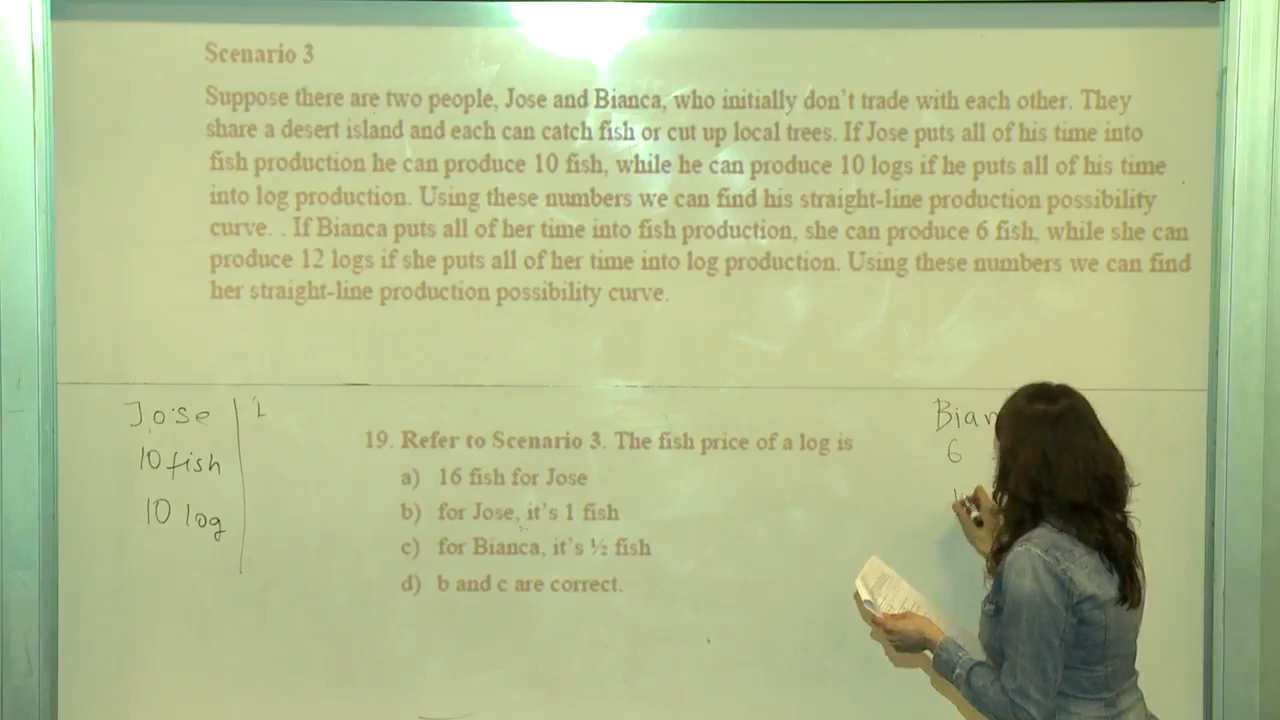 Scenario 3
Suppose there are two people, Jose and Bianca, who initially don't trade with each other. They
share a desert island and each can catch fish or cut up local trees. If Jose puts all of his time into
fish production he can produce 10 fish, while he can produce 10 logs if he puts all of his time
into log production. Using these numbers we can find his straight-line production possibility
curve. . If Bianca puts all of her time into fish production, she can produce 6 fish, while she can
produce 12 logs if she puts all of her time into log production. Using these numbers we can find
her straight-line production possibility curve.
19. Refer to Scenario 3. The fish price of a log is
a) 16 fish for Jose
b) for Jose, it's 1 fish
c) for Bianca, it's ½ fish
d) b and c are correct.
Jose
10 fish
10 log
Bian
6